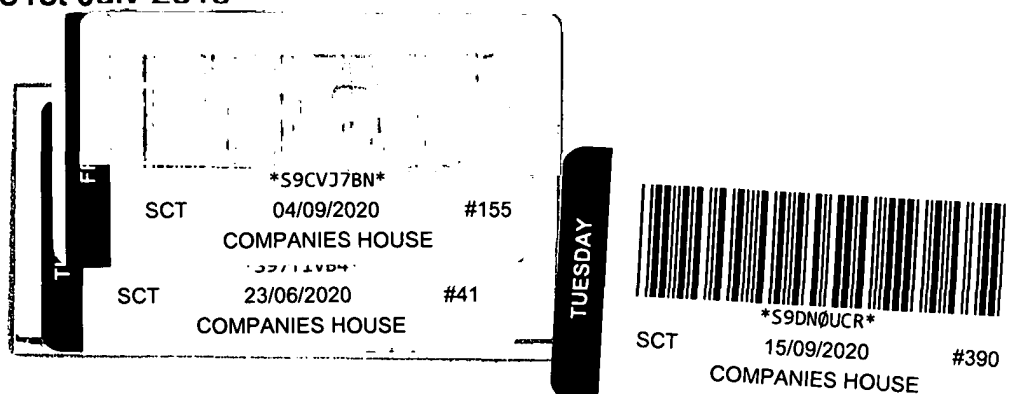 *S9CVJ7BN*
SCT 04/09/2020 #155
COMPANIES HOUSE
SCT 23/06/2020 #41
COMPANIES HOUSE
TUESDAY
*S9DNØUCR*
SCT 15/09/2020 #390
COMPANIES HOUSE